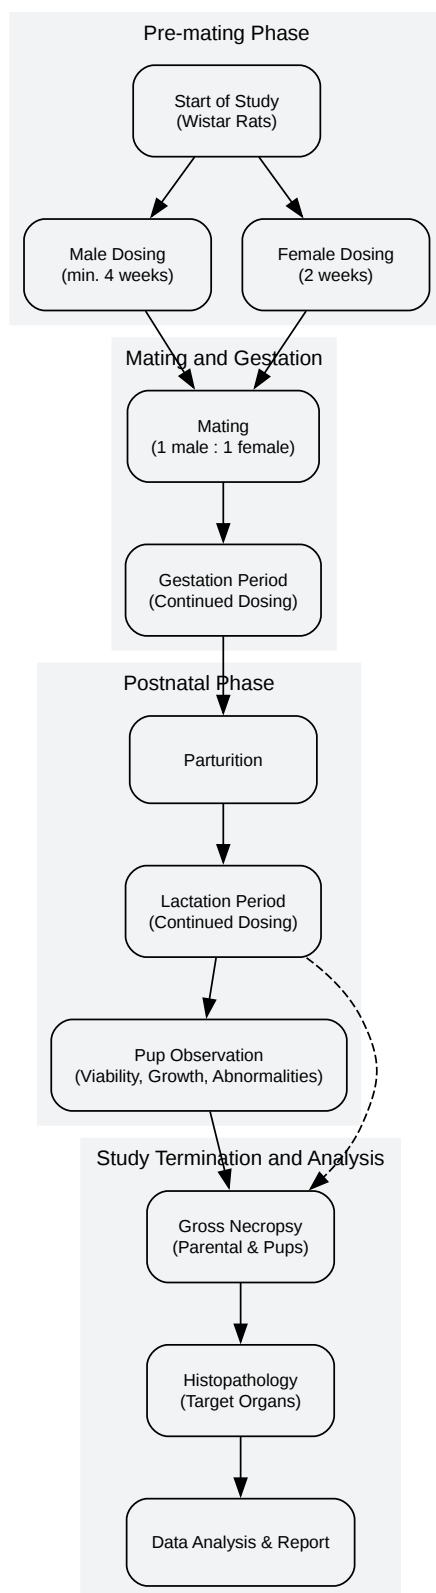 Pre-mating Phase
Start of Study
(Wistar Rats)
Male Dosing
(min. 4 weeks)
Female Dosing
(2 weeks)
Mating and Gestation
Mating
(1 male : 1 female)
Gestation Period
(Continued Dosing)
Postnatal Phase
Parturition
Lactation Period
(Continued Dosing)
Pup Observation
(Viability, Growth, Abnormalities)
Study Termination and Analysis
Gross Necropsy
(Parental & Pups)
Histopathology
(Target Organs)
Data Analysis & Report